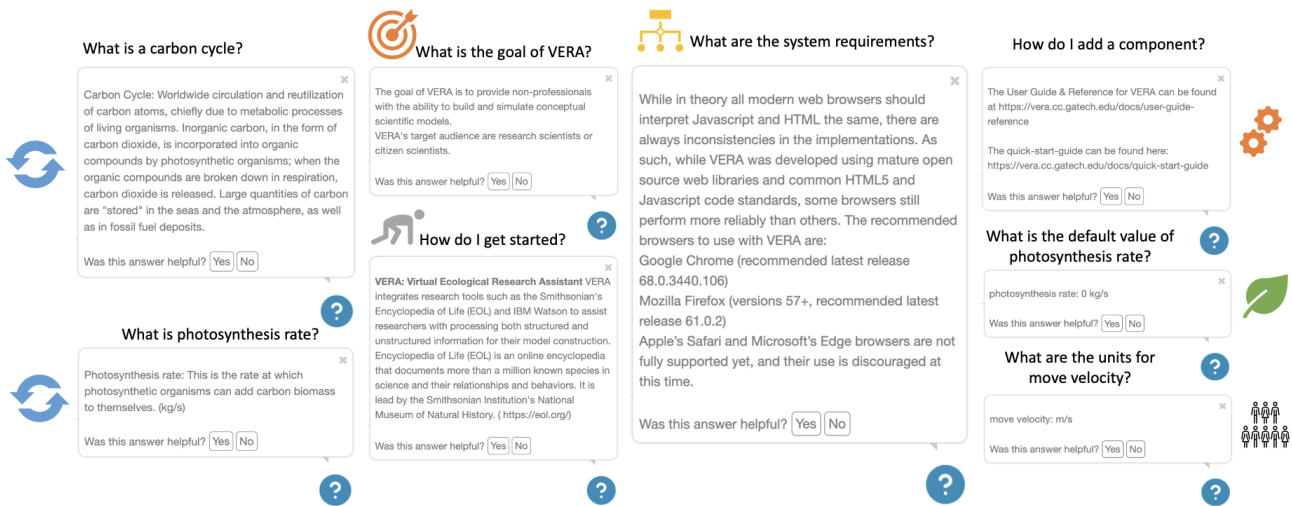 What is a carbon cycle?
Carbon Cycle: Worldwide circulation and reutilization
of carbon atoms, chiefly due to metabolic processes
of living organisms. Inorganic carbon, in the form of
carbon dioxide, is incorporated into organic
compounds by photosynthetic organisms; when the
organic compounds are broken down in respiration,
carbon dioxide is released. Large quantities of carbon
are "stored" in the seas and the atmosphere, as well
as in fossil fuel deposits.
Was this answer helpful? Yes No
?
What is photosynthesis rate?
Photosynthesis rate: This is the rate at which
photosynthetic organisms can add carbon biomass
to themselves. (kg/s)
Was this answer helpful? Yes No
?
What is the goal of VERA?
The goal of VERA is to provide non-professionals
with the ability to build and simulate conceptual
scientific models.
VERA's target audience are research scientists or
citizen scientists.
Was this answer helpful? Yes No
?
How do I get started?
VERA: Virtual Ecological Research Assistant VERA
integrates research tools such as the Smithsonian's
Encyclopedia of Life (EOL) and IBM Watson to assist
researchers with processing both structured and
unstructured information for their model construction.
Encyclopedia of Life (EOL) is an online encyclopedia
that documents more than a million known species in
science and their relationships and behaviors. It is
lead by the Smithsonian Institution's National
Museum of Natural History. ( https://eol.org/)
Was this answer helpful? Yes No
?
What are the system requirements?
While in theory all modern web browsers should
interpret Javascript and HTML the same, there are
always inconsistencies in the implementations. As
such, while VERA was developed using mature open
source web libraries and common HTML5 and
Javascript code standards, some browsers still
perform more reliably than others. The recommended
browsers to use with VERA are:
Google Chrome (recommended latest release
68.0.3440.106)
Mozilla Firefox (versions 57+, recommended latest
release 61.0.2)
Apple's Safari and Microsoft's Edge browsers are not
fully supported yet, and their use is discouraged at
this time.
Was this answer helpful? Yes No
?
How do I add a component?
The User Guide & Reference for VERA can be found
at https://vera.cc.gatech.edu/docs/user-guide-
reference
The quick-start-guide can be found here:
https://vera.cc.gatech.edu/docs/quick-start-guide
Was this answer helpful? Yes No
?
What is the default value of
photosynthesis rate?
photosynthesis rate: 0 kg/s
Was this answer helpful? Yes No
?
What are the units for
move velocity?
move velocity: m/s
Was this answer helpful? Yes No
?